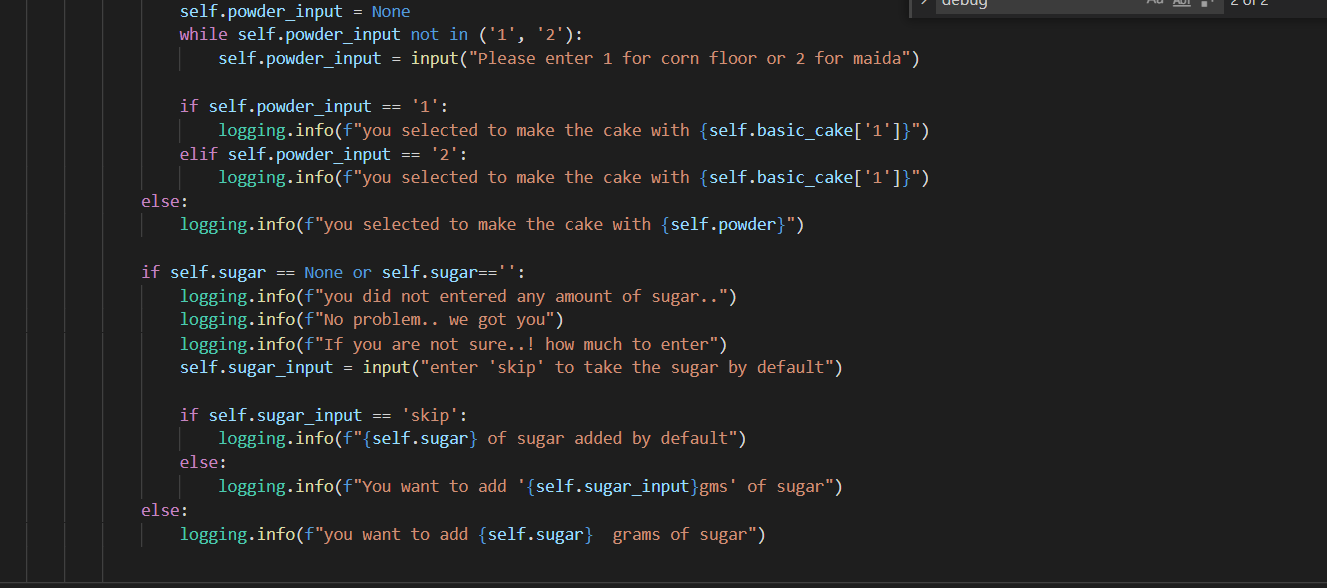 debug
2 of 2
self.powder_input = None
while self.powder_input not in ('1', '2'):
self.powder_input = input("Please enter 1 for corn floor or 2 for maida")
if self.powder_input == '1':
logging.info(f"you selected to make the cake with {self.basic_cake['1']}")
elif self.powder_input == '2':
logging.info(f"you selected to make the cake with {self.basic_cake['1']}")
else:
logging.info(f"you selected to make the cake with {self.powder}")
if self.sugar == None or self.sugar=='':
logging.info(f"you did not entered any amount of sugar..")
logging.info(f"No problem.. we got you")
logging.info(f"If you are not sure..! how much to enter")
self.sugar_input = input("enter 'skip' to take the sugar by default")
if self.sugar_input == 'skip':
logging.info(f"{self.sugar} of sugar added by default")
else:
logging.info(f"You want to add '{self.sugar_input}gms' of sugar")
else:
logging.info(f"you want to add {self.sugar}  grams of sugar")